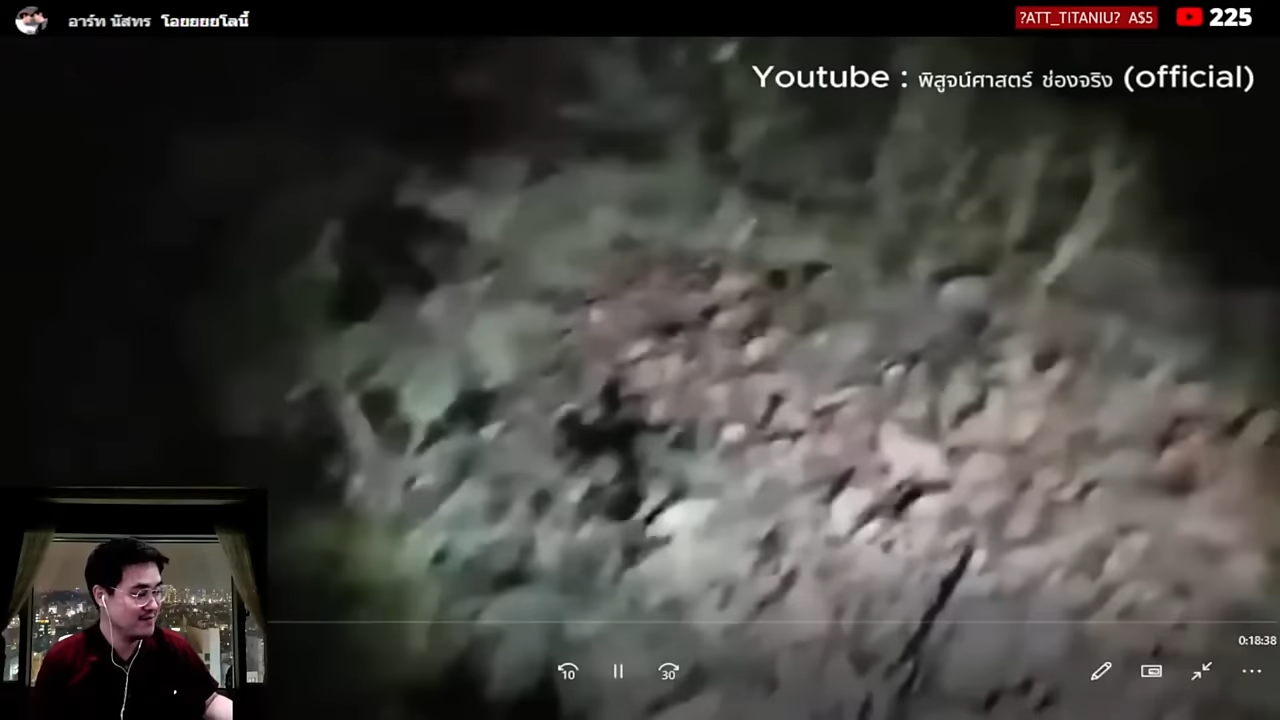 อาร์ท นัสทร โอยยยยโลนี้
?ATT_TITANIU? A$5
225
Youtube : พิสูจน์ศาสตร์ ช่องจริง (official)
0:18:38
10
30